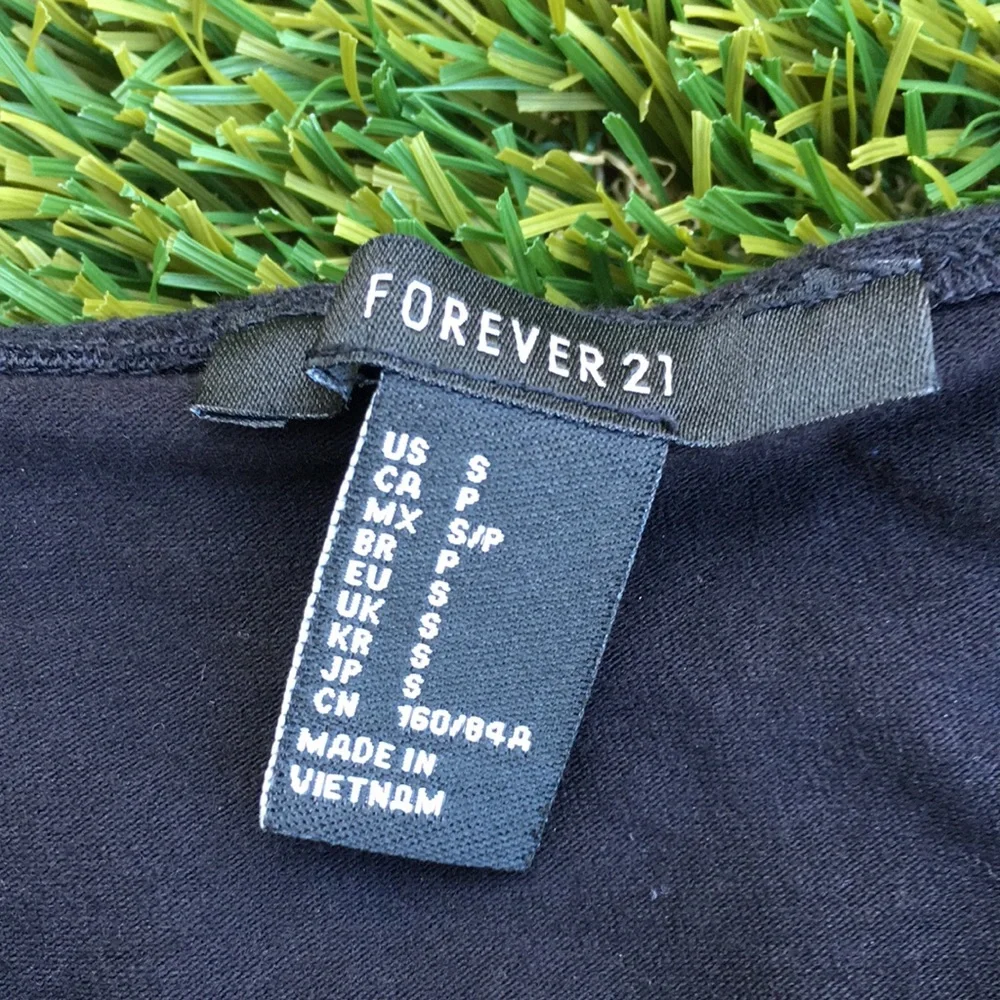 FOREVER 21
US S
CA P
MX S/P
BR P
EU S
UK S
KR S
JP S
CN 160/84A
MADE IN
VIETNAM